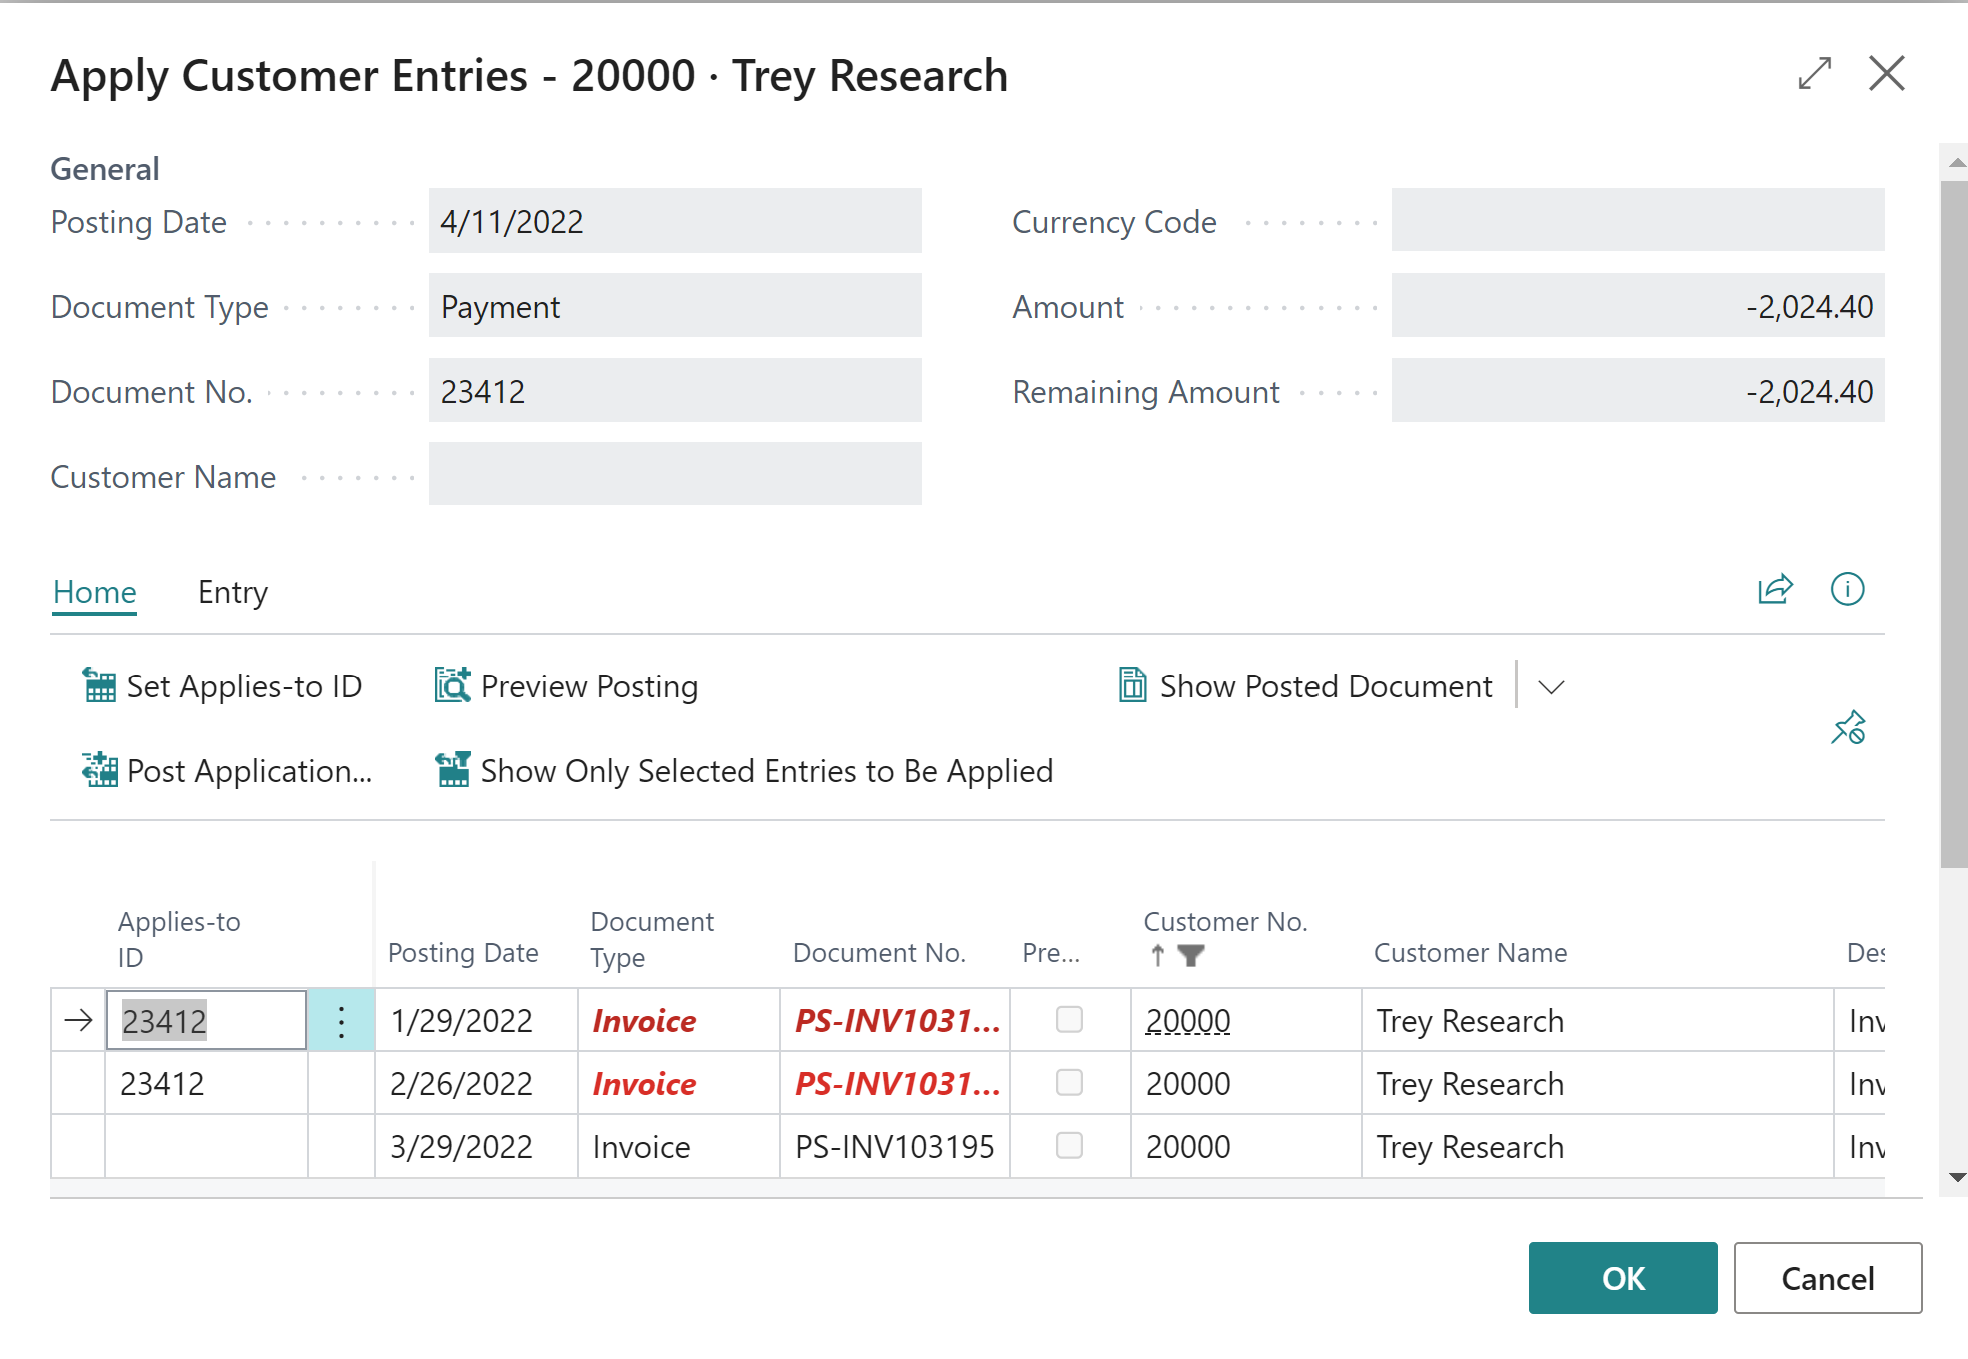 Apply Customer Entries - 20000 · Trey Research
General
Posting Date 4/11/2022
Currency Code
Document Type Payment
Amount -2,024.40
Document No. 23412
Remaining Amount -2,024.40
Customer Name
Home Entry
Set Applies-to ID Preview Posting Show Posted Document
Post Application... Show Only Selected Entries to Be Applied
Applies-to ID Posting Date Document Type Document No. Pre... Customer No. Customer Name Des
23412 1/29/2022 Invoice PS-INV1031... 20000 Trey Research Inv
23412 2/26/2022 Invoice PS-INV1031... 20000 Trey Research Inv
3/29/2022 Invoice PS-INV103195 20000 Trey Research Inv
OK Cancel